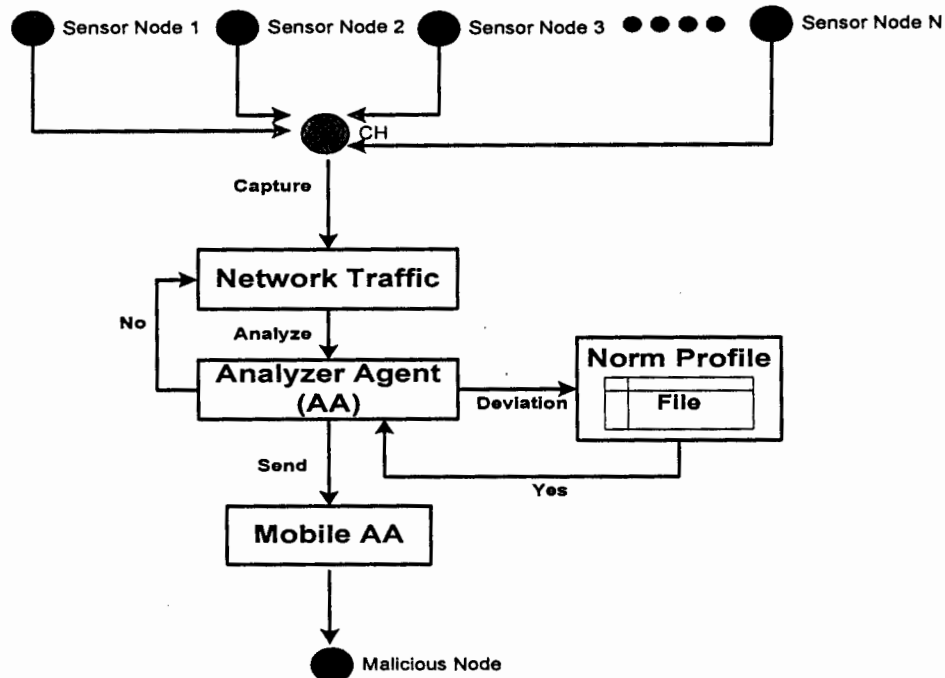 Sensor Node 1
Sensor Node 2
Sensor Node 3
Sensor Node N
CH
Capture
Network Traffic
No
Analyze
Analyzer Agent
(AA)
Deviation
Norm Profile
File
Send
Yes
Mobile AA
Malicious Node